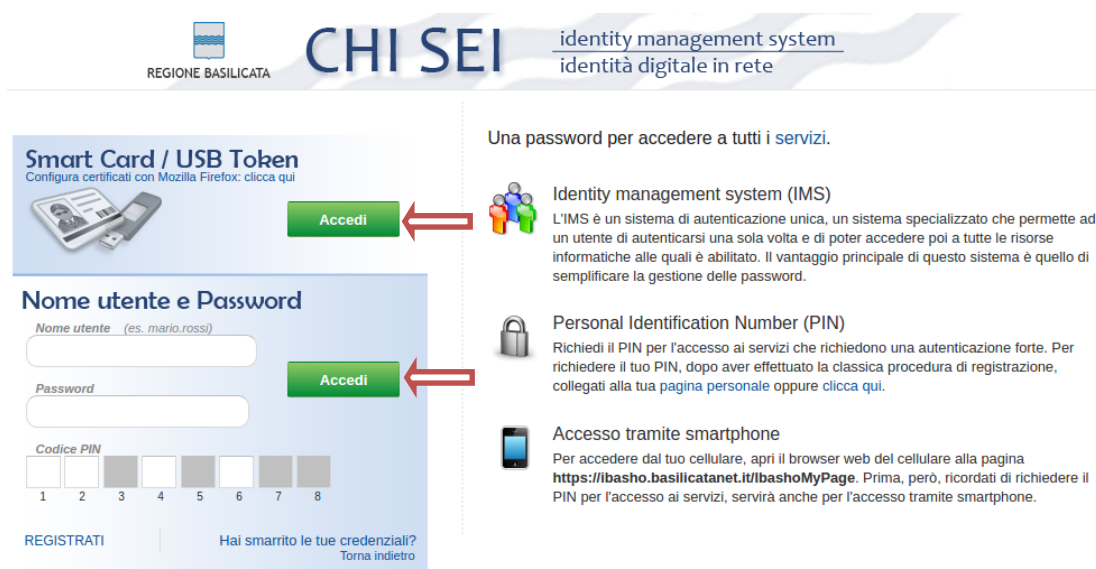 REGIONE BASILICATA
CHI SEI
identity management system
identità digitale in rete
Smart Card / USB Token
Configura certificati con Mozilla Firefox: clicca qui
Accedi
Nome utente e Password
Nome utente (es. mario.rossi)
Accedi
Password
Codice PIN
1 2 3 4 5 6 7 8
REGISTRATI
Hai smarrito le tue credenziali?
Torna indietro
Una password per accedere a tutti i servizi.
Identity management system (IMS)
L'IMS è un sistema di autenticazione unica, un sistema specializzato che permette ad
un utente di autenticarsi una sola volta e di poter accedere poi a tutte le risorse
informatiche alle quali è abilitato. Il vantaggio principale di questo sistema è quello di
semplificare la gestione delle password.
Personal Identification Number (PIN)
Richiedi il PIN per l'accesso ai servizi che richiedono una autenticazione forte. Per
richiedere il tuo PIN, dopo aver effettuato la classica procedura di registrazione,
collegati alla tua pagina personale oppure clicca qui.
Accesso tramite smartphone
Per accedere dal tuo cellulare, apri il browser web del cellulare alla pagina
https://ibasho.basilicatanet.it/IbashoMyPage. Prima, però, ricordati di richiedere il
PIN per l'accesso ai servizi, servirà anche per l'accesso tramite smartphone.